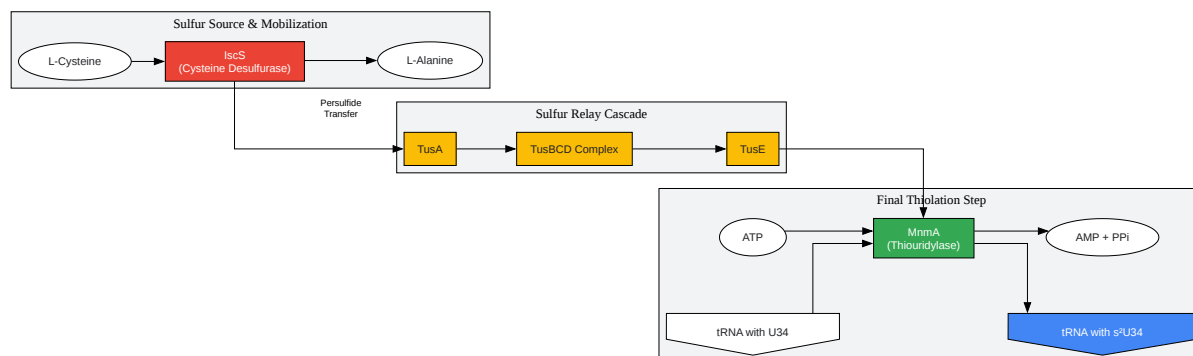 Sulfur Source & Mobilization
L-Cysteine
IscS
(Cysteine Desulfurase)
L-Alanine
Persulfide
Transfer
Sulfur Relay Cascade
TusA
TusBCD Complex
TusE
Final Thiolation Step
ATP
MnmA
(Thiouridylase)
AMP + PPi
tRNA with U34
tRNA with s²U34